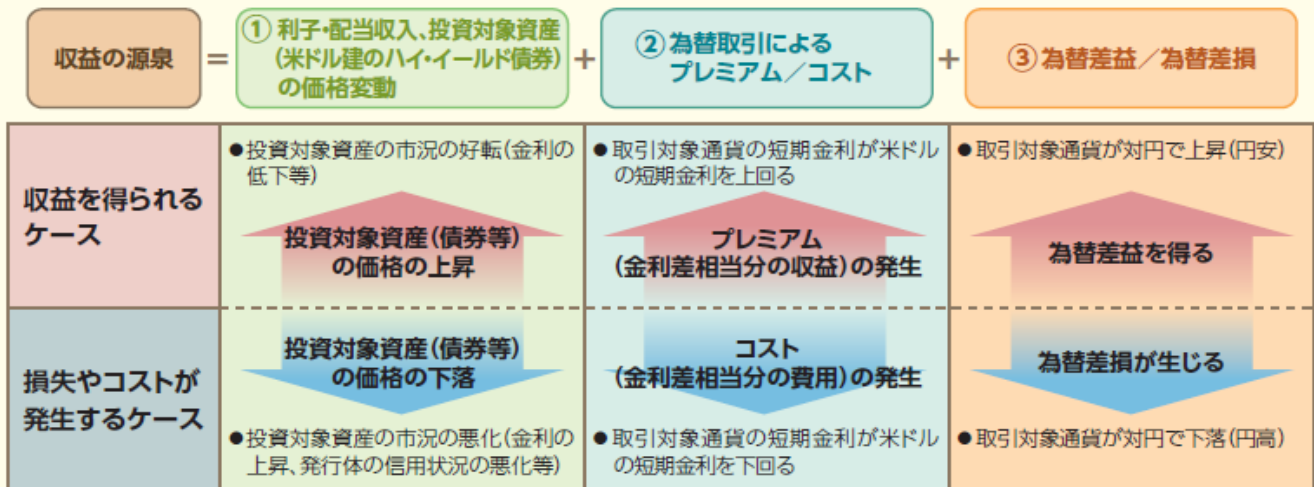 収益の源泉
=
① 利子・配当収入、投資対象資産
(米ドル建のハイ・イールド債券)
の価格変動
+
② 為替取引による
プレミアム／コスト
+
③ 為替差益／為替差損
収益を得られる
ケース
●投資対象資産の市況の好転(金利の
低下等)
投資対象資産(債券等)
の価格の上昇
●取引対象通貨の短期金利が米ドル
の短期金利を上回る
プレミアム
(金利差相当分の収益)の発生
●取引対象通貨が対円で上昇(円安)
為替差益を得る
損失やコストが
発生するケース
投資対象資産(債券等)
の価格の下落
●投資対象資産の市況の悪化(金利の
上昇、発行体の信用状況の悪化等)
コスト
(金利差相当分の費用)の発生
●取引対象通貨の短期金利が米ドル
の短期金利を下回る
為替差損が生じる
●取引対象通貨が対円で下落(円高)